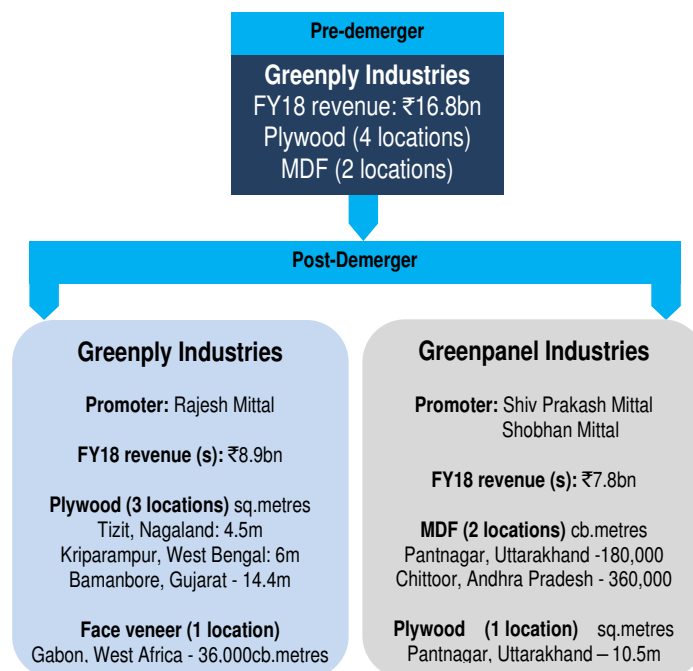 Pre-demerger
Greenply Industries
FY18 revenue: ₹16.8bn
Plywood (4 locations)
MDF (2 locations)
Post-Demerger
Greenply Industries
Promoter: Rajesh Mittal
FY18 revenue (s): ₹8.9bn
Plywood (3 locations) sq.metres
Tizit, Nagaland: 4.5m
Kriparampur, West Bengal: 6m
Bamanbore, Gujarat - 14.4m
Face veneer (1 location)
Gabon, West Africa - 36,000cb.metres
Greenpanel Industries
Promoter: Shiv Prakash Mittal
Shobhan Mittal
FY18 revenue (s): ₹7.8bn
MDF (2 locations) cb.metres
Pantnagar, Uttarakhand -180,000
Chittoor, Andhra Pradesh - 360,000
Plywood (1 location) sq.metres
Pantnagar, Uttarakhand – 10.5m